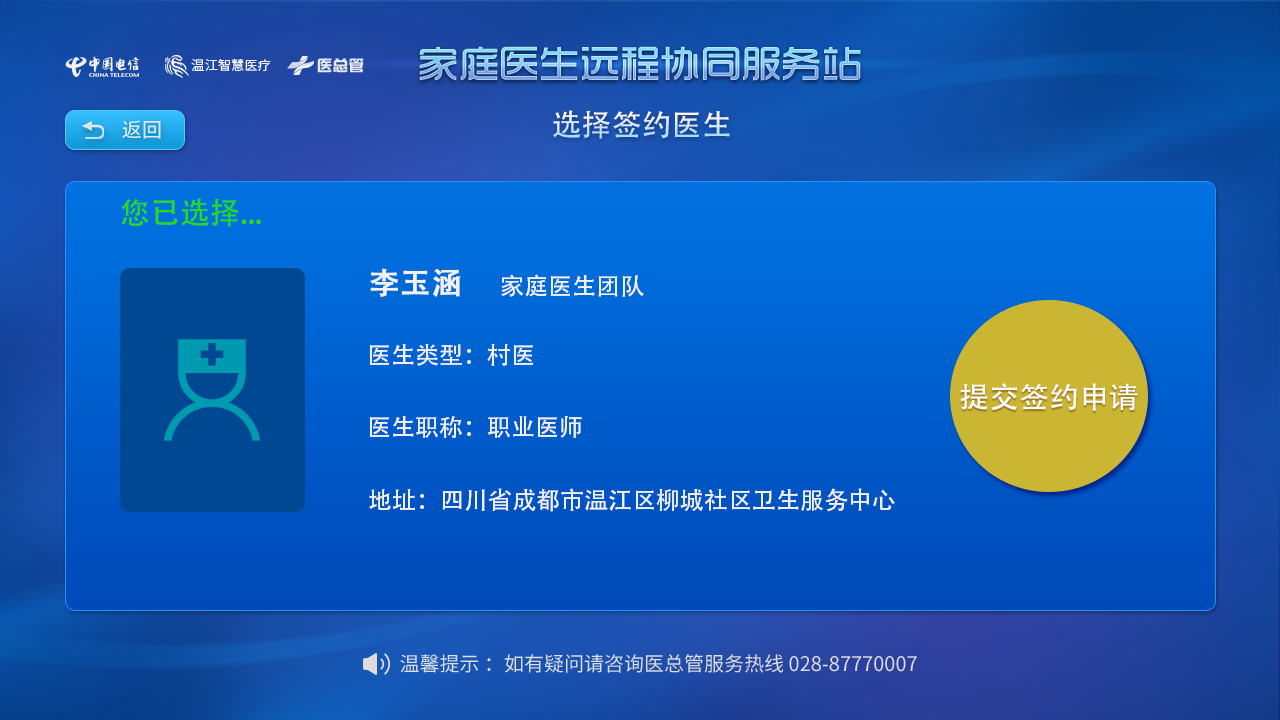 中国电信 CHINA TELECOM 温江智慧医疗 医总管 家庭医生远程协同服务站
返回
选择签约医生
您已选择...
李玉涵 家庭医生团队
医生类型：村医
医生职称：职业医师
地址：四川省成都市温江区柳城社区卫生服务中心
提交签约申请
温馨提示 ：如有疑问请咨询医总管服务热线 028-87770007